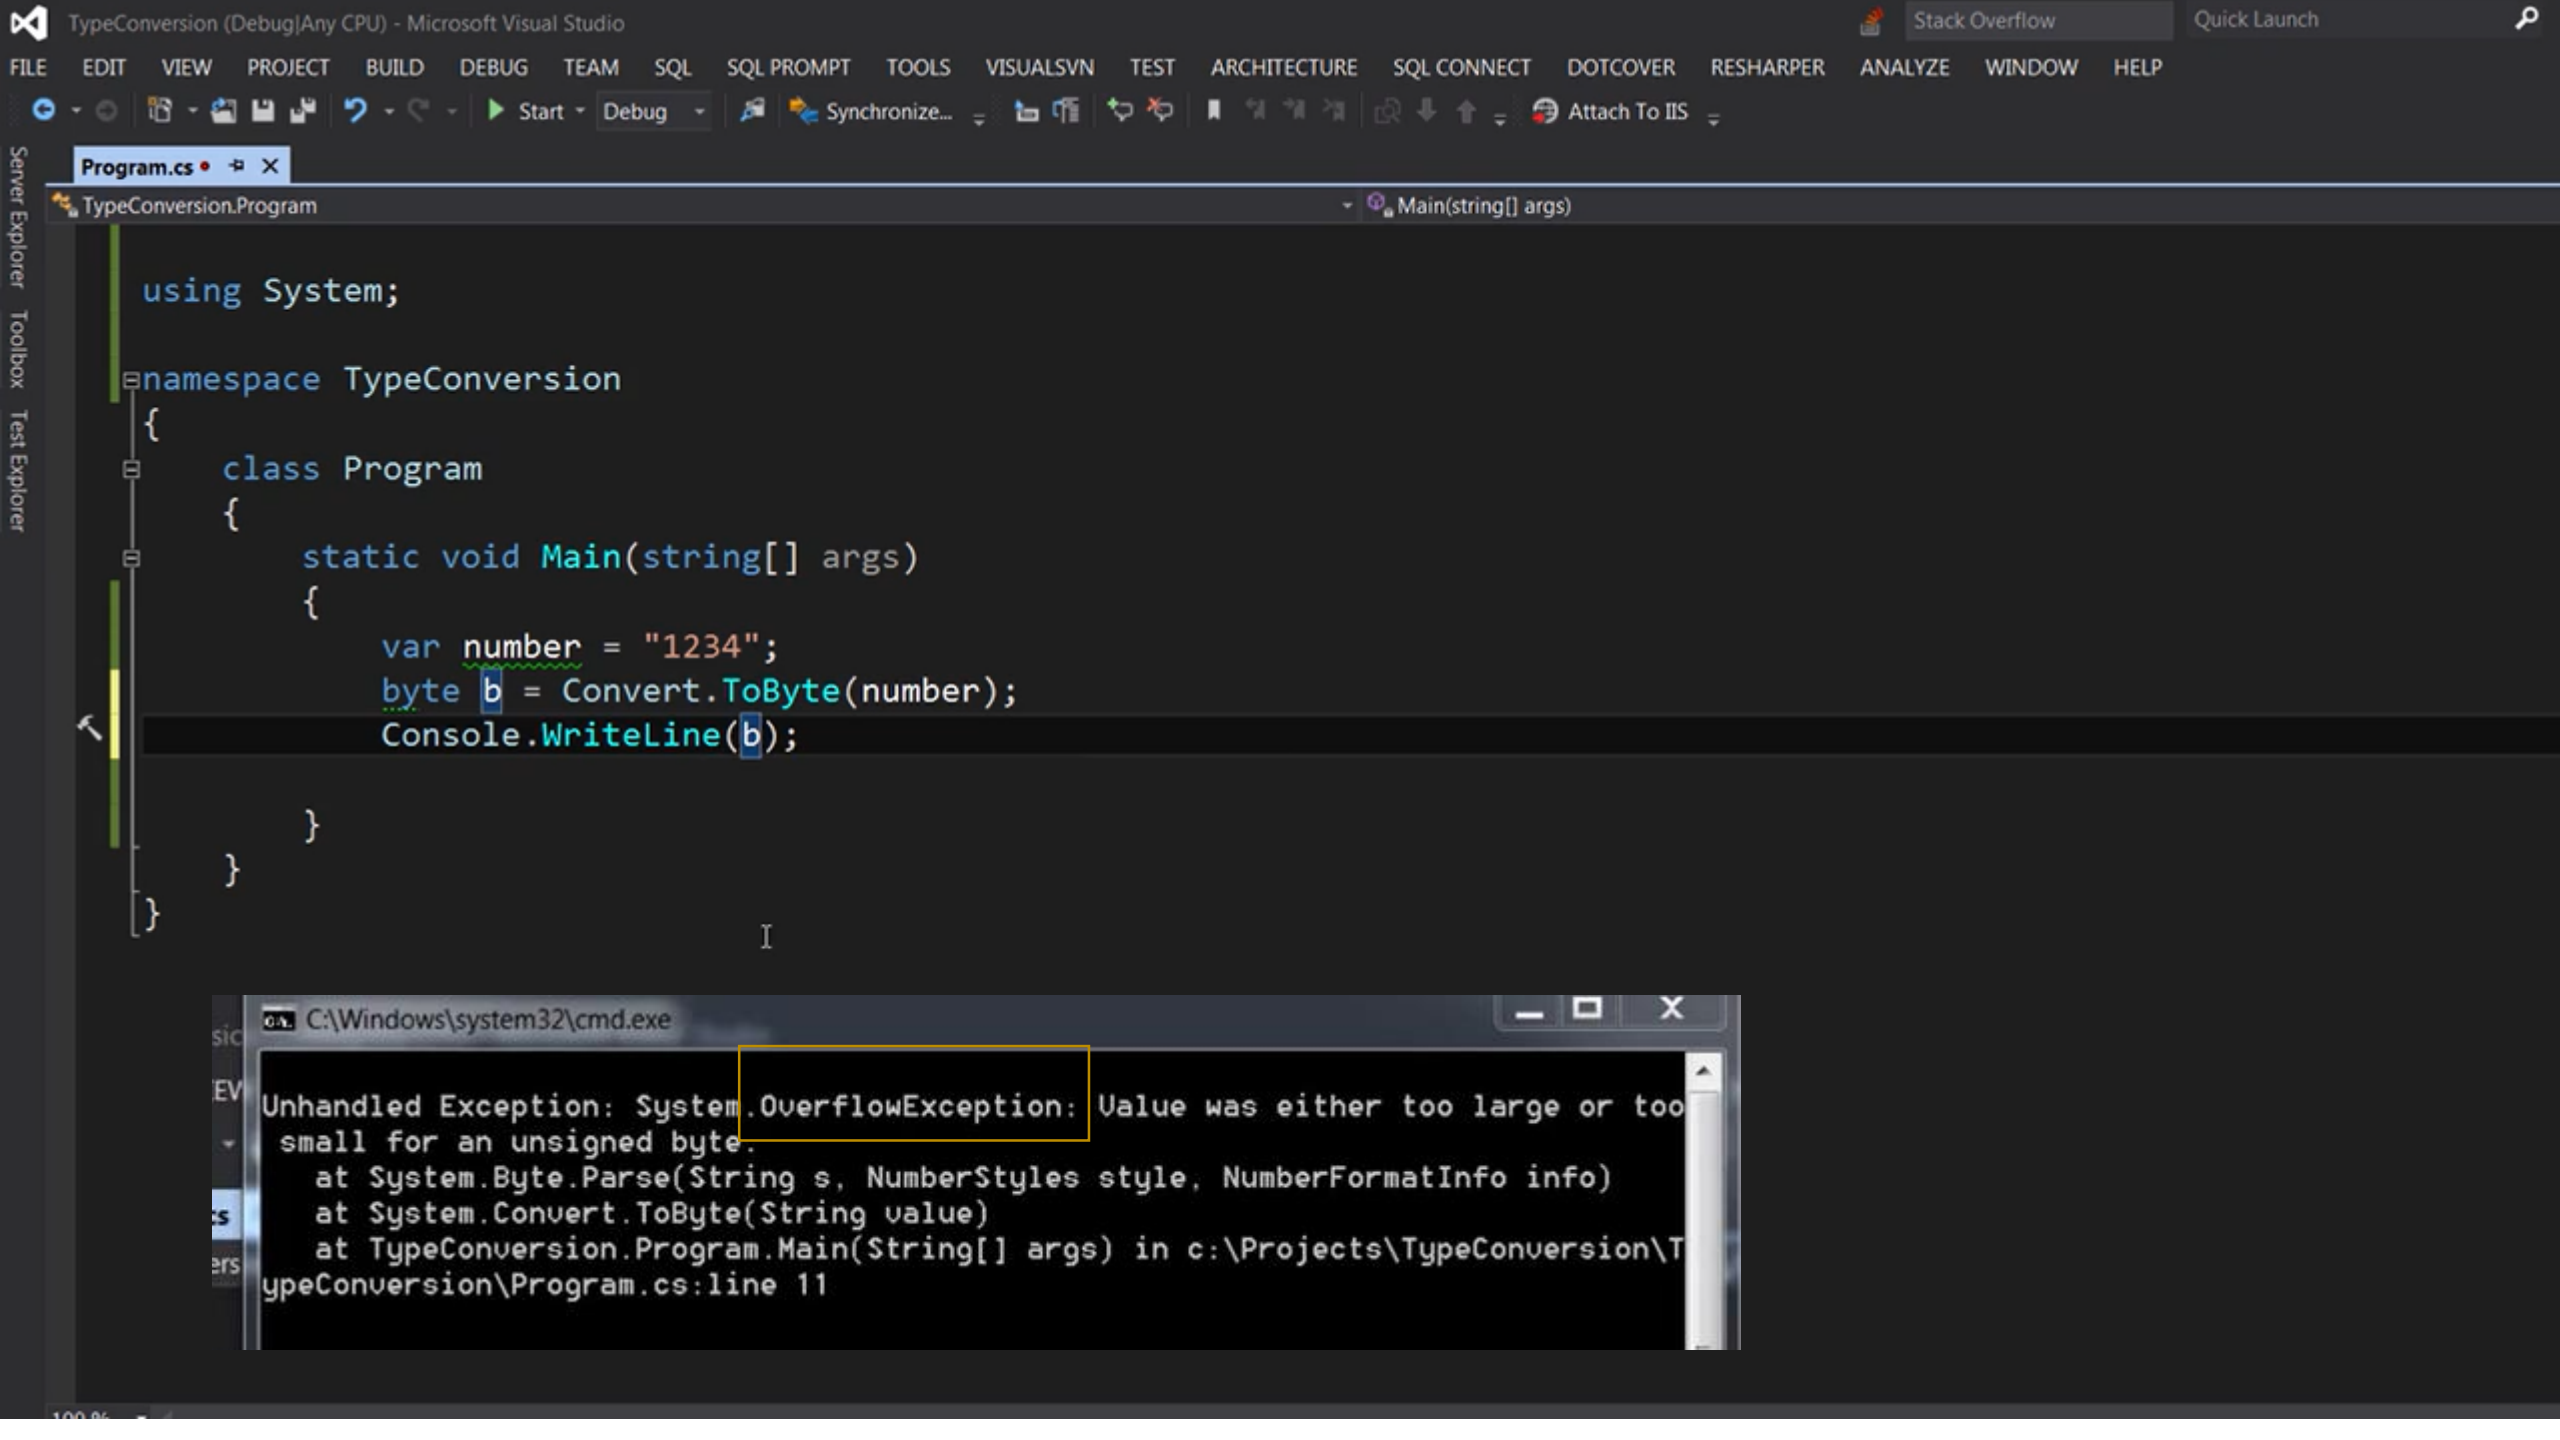 TypeConversion (Debug|Any CPU) - Microsoft Visual Studio
Stack Overflow
Quick Launch
FILE EDIT VIEW PROJECT BUILD DEBUG TEAM SQL SQL PROMPT TOOLS VISUALSVN TEST ARCHITECTURE SQL CONNECT DOTCOVER RESHARPER ANALYZE WINDOW HELP
Start Debug Synchronize... Attach To IIS
Server Explorer
Toolbox
Test Explorer
Program.cs
TypeConversion.Program
Main(string[] args)
using System;
namespace TypeConversion
{
class Program
{
static void Main(string[] args)
{
var number = "1234";
byte b = Convert.ToByte(number);
Console.WriteLine(b);
}
}
}
C:\Windows\system32\cmd.exe
Unhandled Exception: System.OverflowException: Value was either too large or too
small for an unsigned byte.
at System.Byte.Parse(String s, NumberStyles style, NumberFormatInfo info)
at System.Convert.ToByte(String value)
at TypeConversion.Program.Main(String[] args) in c:\Projects\TypeConversion\T
ypeConversion\Program.cs:line 11